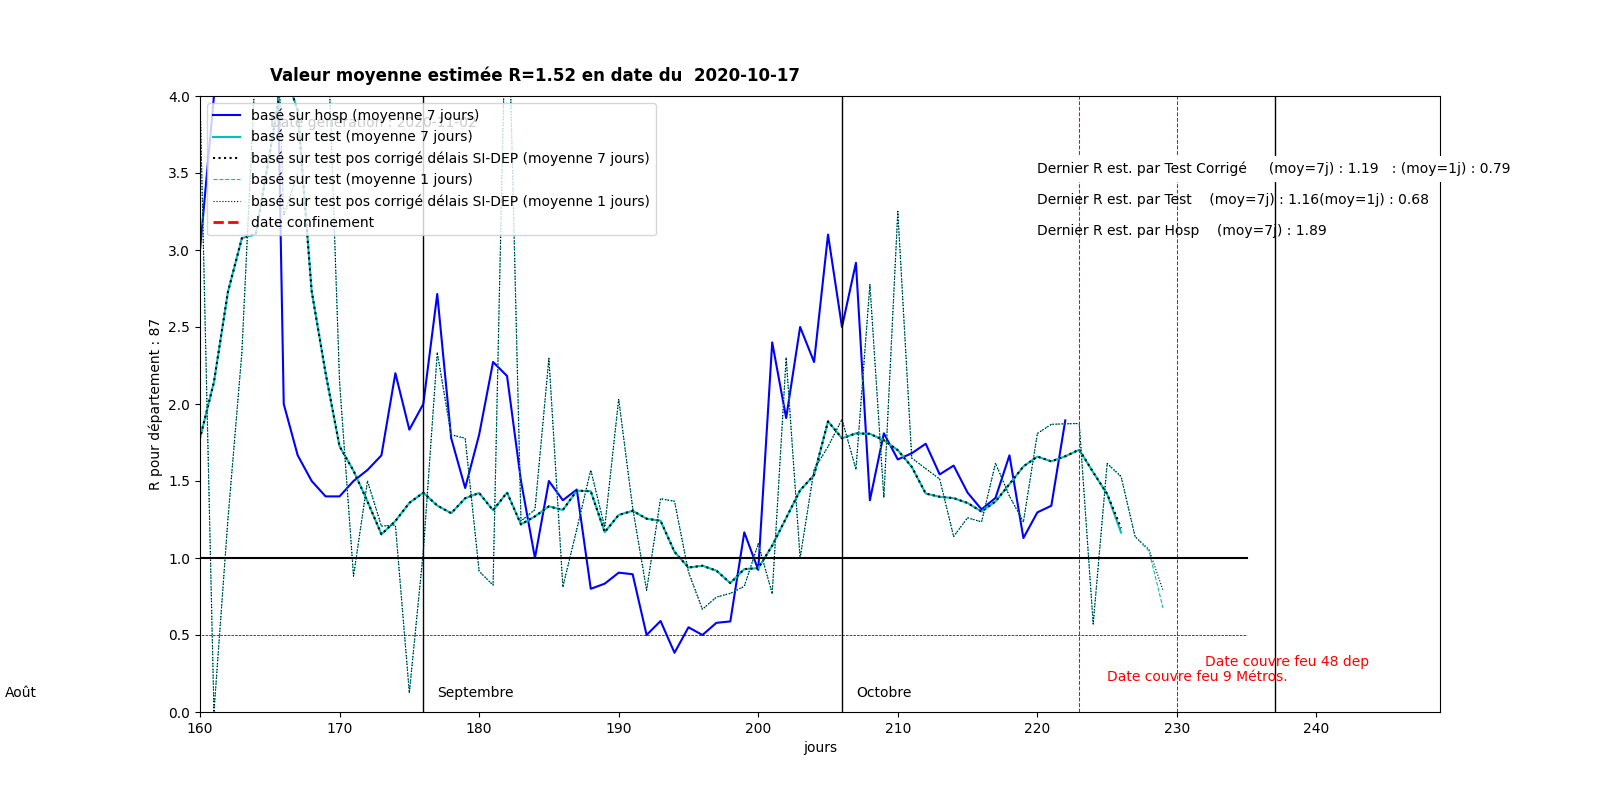 Valeur moyenne estimée R=1.52 en date du  2020-10-17
Date génération : 2020-11-02
basé sur hosp (moyenne 7 jours)
basé sur test (moyenne 7 jours)
basé sur test pos corrigé délais SI-DEP (moyenne 7 jours)
basé sur test (moyenne 1 jours)
basé sur test pos corrigé délais SI-DEP (moyenne 1 jours)
date confinement
Dernier R est. par Test Corrigé     (moy=7j) : 1.19   : (moy=1j) : 0.79
Dernier R est. par Test    (moy=7j) : 1.16(moy=1j) : 0.68
Dernier R est. par Hosp    (moy=7j) : 1.89
R pour département : 87
4.0
3.5
3.0
2.5
2.0
1.5
1.0
0.5
0.0
Date couvre feu 48 dep
Date couvre feu 9 Métros.
Août
Septembre
Octobre
160
170
180
190
200
210
220
230
240
jours